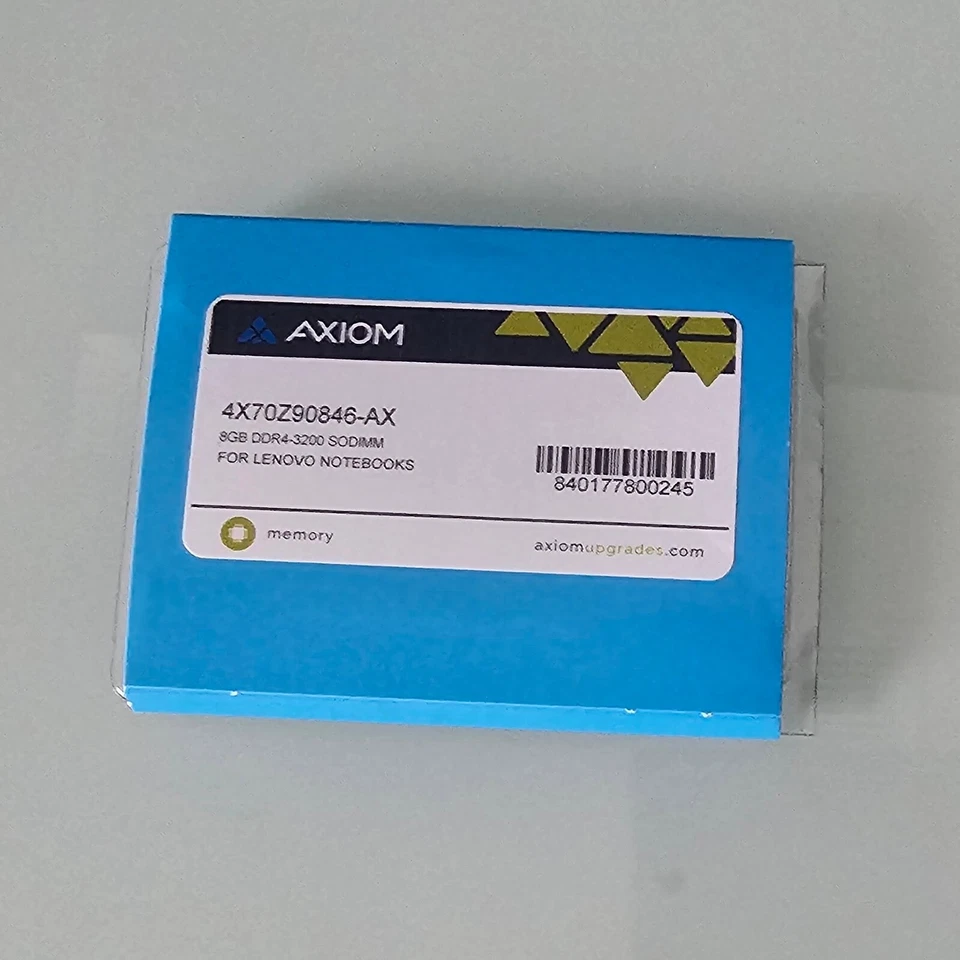 AXIOM
4X70Z90846-AX
8GB DDR4-3200 SODIMM
FOR LENOVO NOTEBOOKS
840177800245
memory
axiomupgrades.com